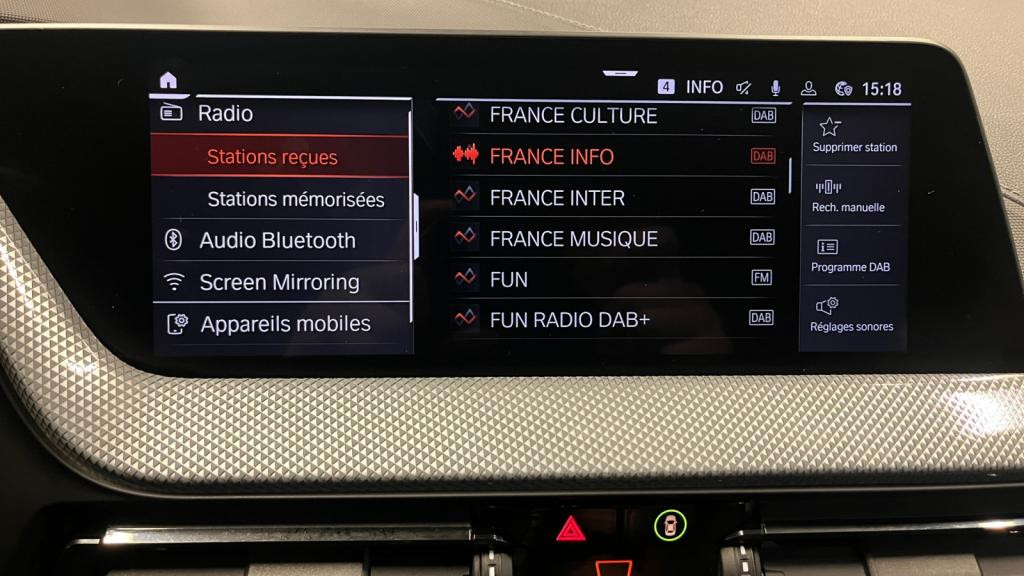 4 INFO 15:18
Radio
Stations reçues
Stations mémorisées
Audio Bluetooth
Screen Mirroring
Appareils mobiles
FRANCE CULTURE DAB
FRANCE INFO DAB
FRANCE INTER DAB
FRANCE MUSIQUE DAB
FUN FM
FUN RADIO DAB+ DAB
Supprimer station
Rech. manuelle
Programme DAB
Réglages sonores